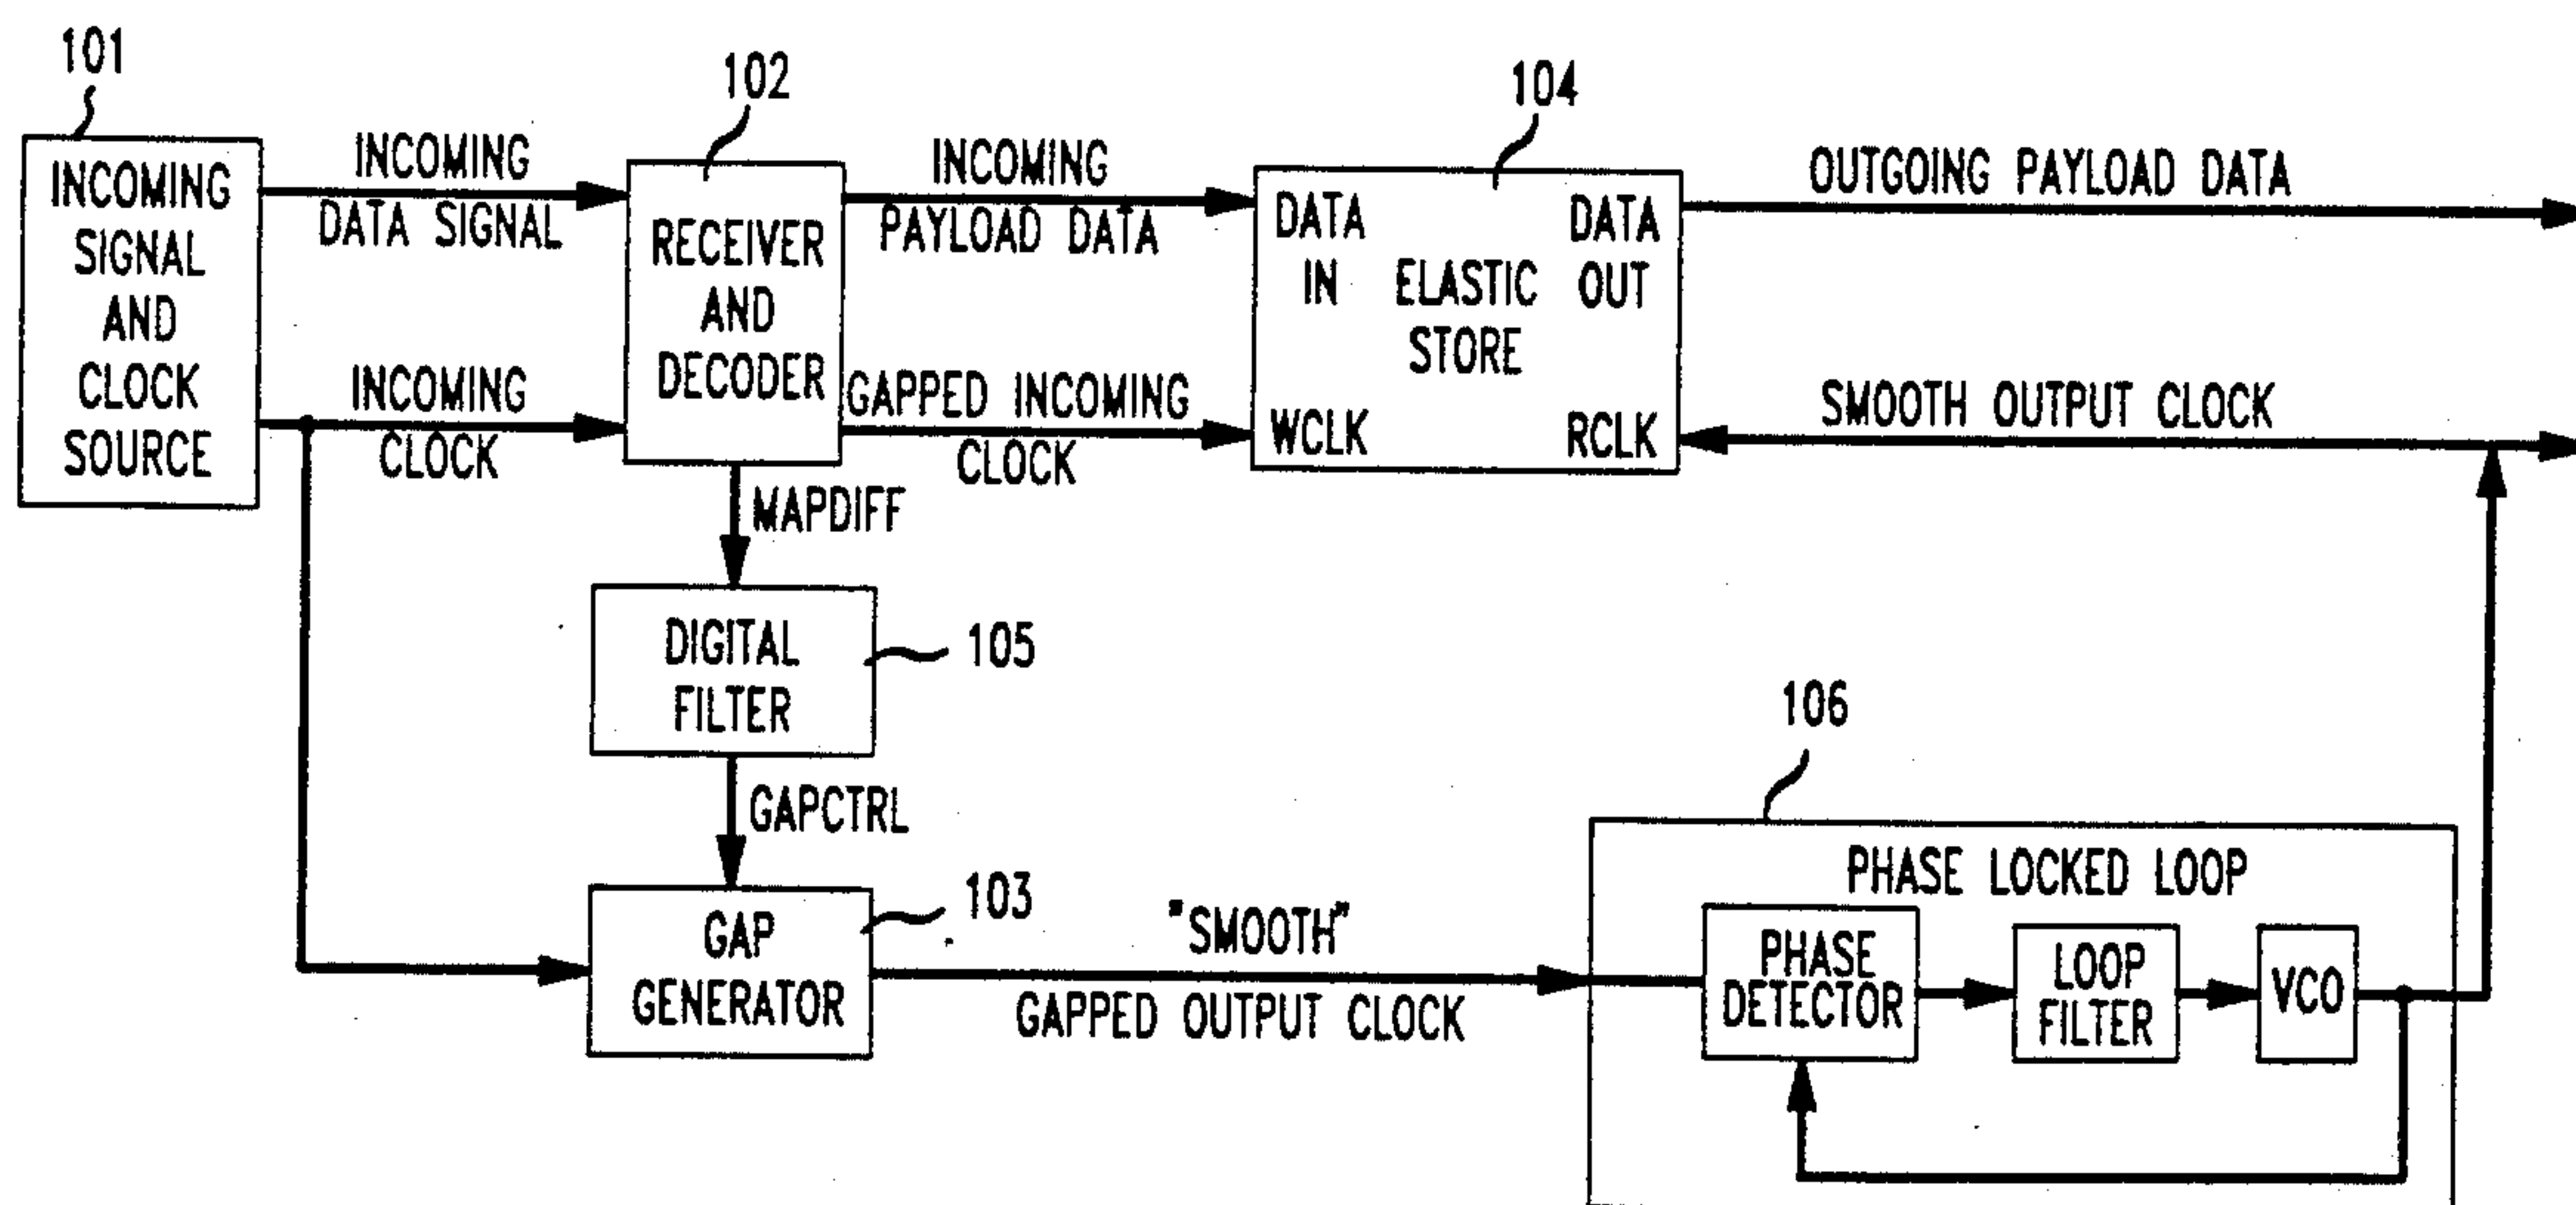 101
102
104
INCOMING
SIGNAL
AND
CLOCK
SOURCE
INCOMING
DATA SIGNAL
INCOMING
CLOCK
RECEIVER
AND
DECODER
INCOMING
PAYLOAD DATA
GAPPED INCOMING
CLOCK
DATA
IN
DATA
OUT
ELASTIC
STORE
WCLK
RCLK
OUTGOING PAYLOAD DATA
SMOOTH OUTPUT CLOCK
MAPDIFF
DIGITAL
FILTER
105
GAPCTRL
GAP
GENERATOR
103
"SMOOTH"
GAPPED OUTPUT CLOCK
106
PHASE LOCKED LOOP
PHASE
DETECTOR
LOOP
FILTER
VCO